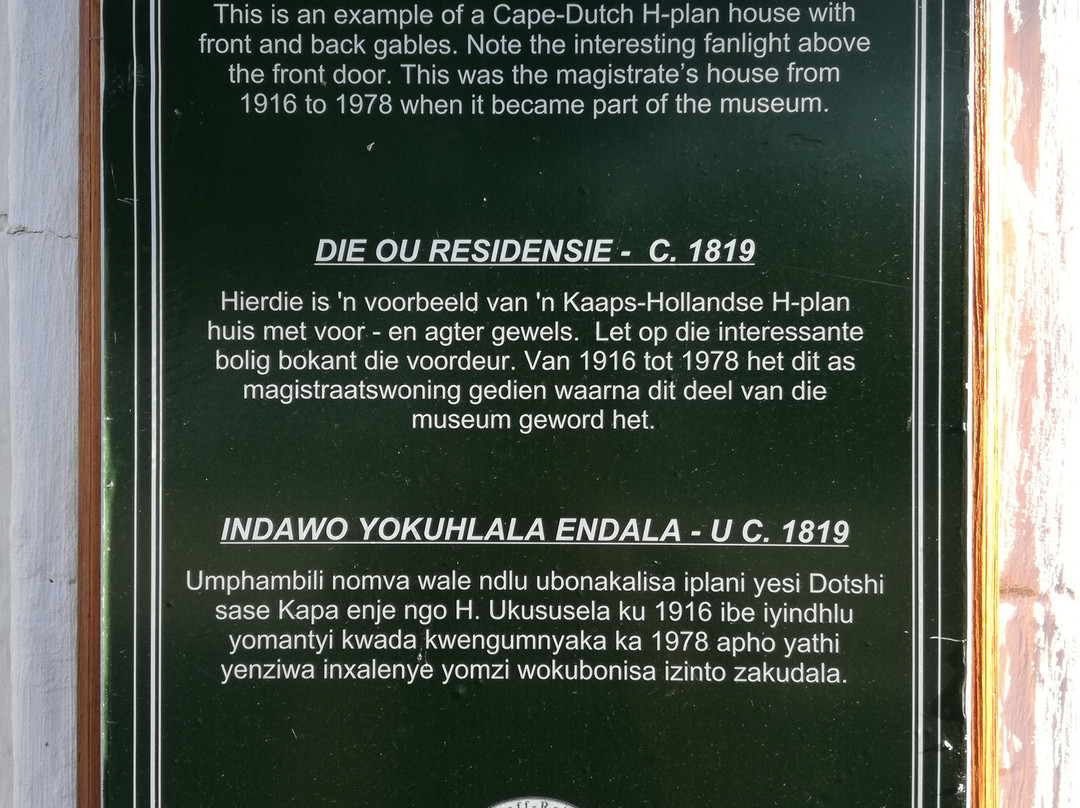 This is an example of a Cape-Dutch H-plan house with
front and back gables. Note the interesting fanlight above
the front door. This was the magistrate's house from
1916 to 1978 when it became part of the museum.
DIE OU RESIDENSIE - C. 1819
Hierdie is 'n voorbeeld van 'n Kaaps-Hollandse H-plan
huis met voor - en agter gewels. Let op die interessante
bolig bokant die voordeur. Van 1916 tot 1978 het dit as
magistraatswoning gedien waarna dit deel van die
museum geword het.
INDAWO YOKUHLALA ENDALA - U C. 1819
Umphambili nomva wale ndlu ubonakalisa iplani yesi Dotshi
sase Kapa enje ngo H. Ukususela ku 1916 ibe iyindhlu
yomantyi kwada kwengumnyaka ka 1978 apho yathi
yenziwa inxalenye yomzi wokubonisa izinto zakudala.